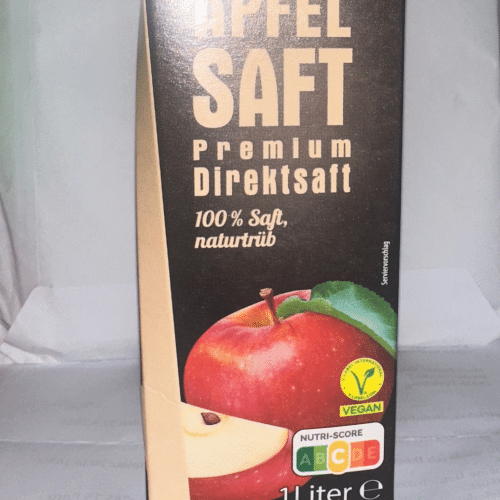 APFEL
SAFT
Premium
Direktsaft
100 % Saft,
naturtrüb
Serviervorschlag
V
VEGAN
NUTRI-SCORE
A B C D E
1 Liter e